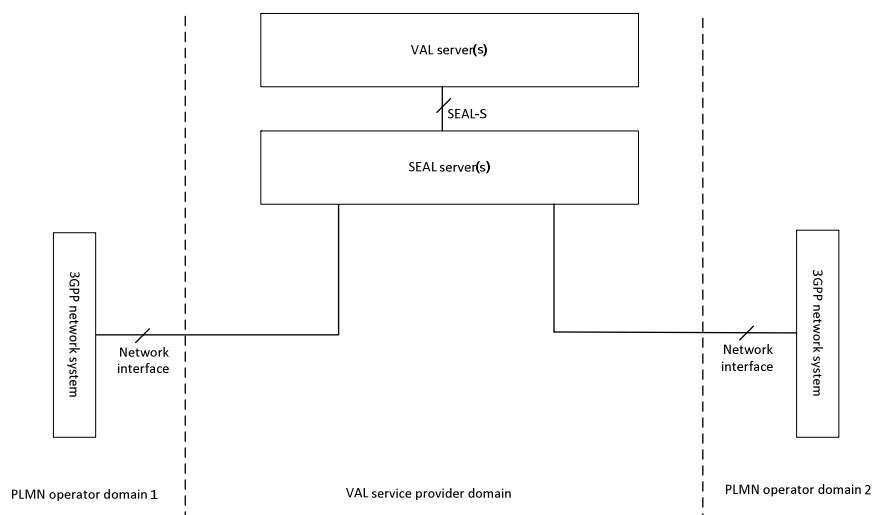 VAL server(s)
SEAL-S
SEAL server(s)
3GPP network system
Network
interface
3GPP network system
Network
interface
PLMN operator domain 1
VAL service provider domain
PLMN operator domain 2